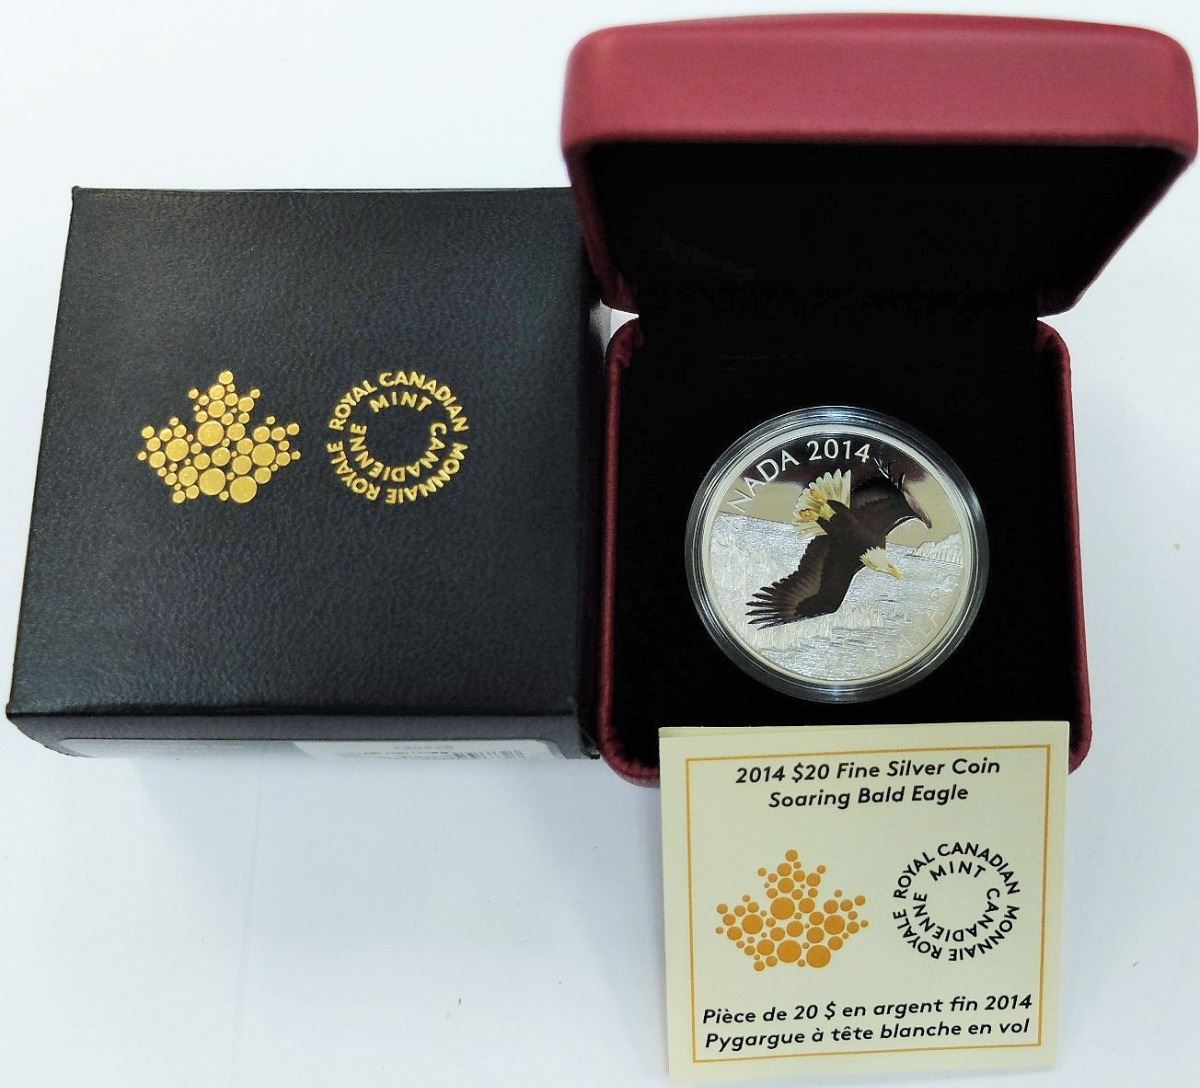 ROYAL CANADIAN MINT
MONNAIE ROYALE CANADIENNE
NADA 2014
2014 $20 Fine Silver Coin
Soaring Bald Eagle
ROYAL CANADIAN MINT
MONNAIE ROYALE CANADIENNE
Pièce de 20 $ en argent fin 2014
Pygargue à tête blanche en vol